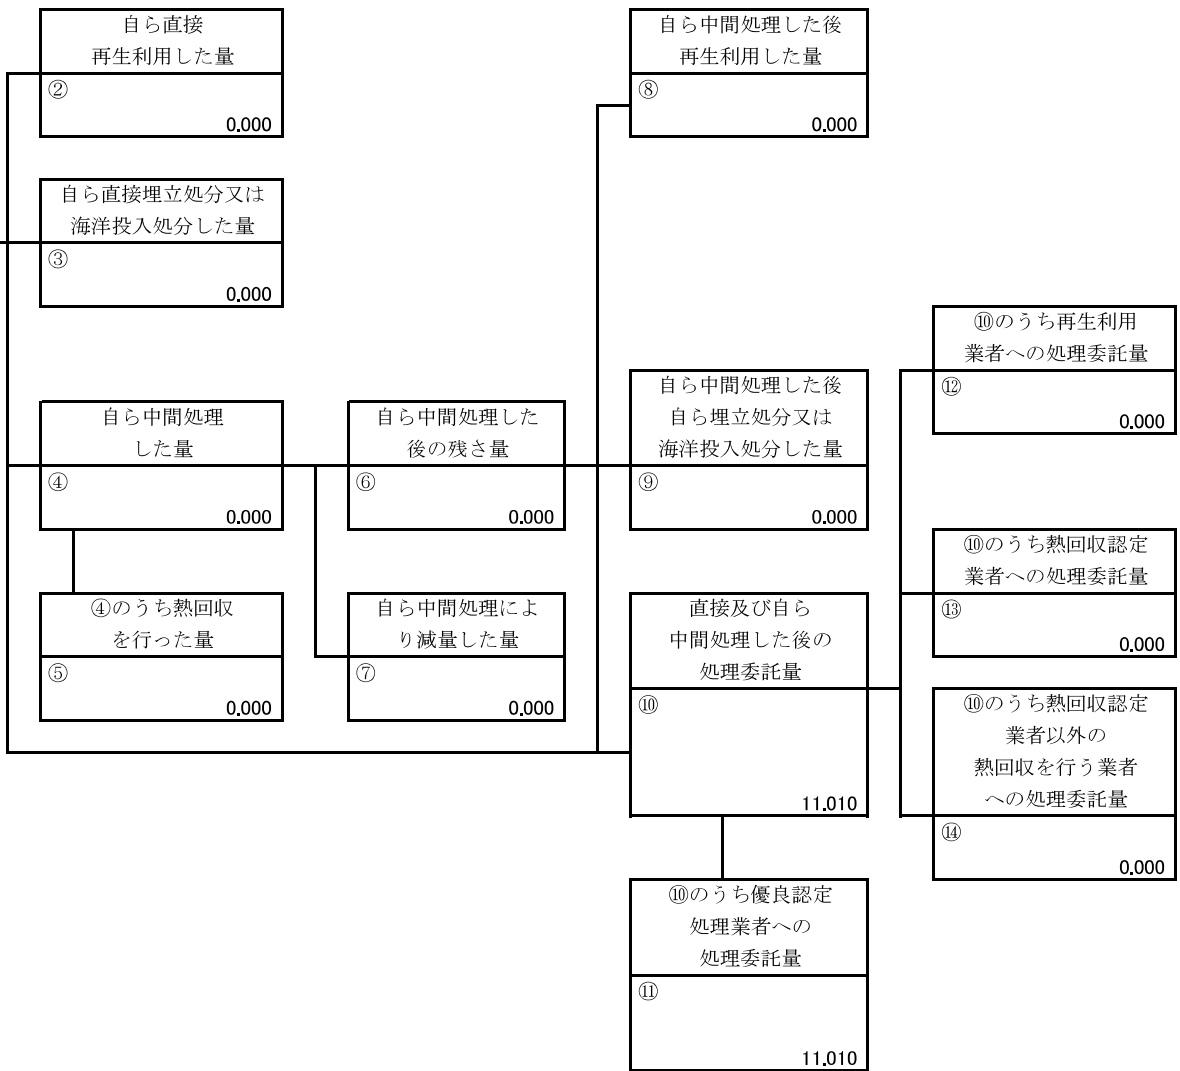 自ら直接
再生利用した量
②
0.000
自ら直接埋立処分又は
海洋投入処分した量
③
0.000
自ら中間処理
した量
④
0.000
④のうち熱回収
を行った量
⑤
0.000
自ら中間処理した
後の残さ量
⑥
0.000
自ら中間処理によ
り減量した量
⑦
0.000
自ら中間処理した後
再生利用した量
⑧
0.000
自ら中間処理した後
自ら埋立処分又は
海洋投入処分した量
⑨
0.000
直接及び自ら
中間処理した後の
処理委託量
⑩
11.010
⑩のうち優良認定
処理業者への
処理委託量
⑪
11.010
⑩のうち再生利用
業者への処理委託量
⑫
0.000
⑩のうち熱回収認定
業者への処理委託量
⑬
0.000
⑩のうち熱回収認定
業者以外の
熱回収を行う業者
への処理委託量
⑭
0.000